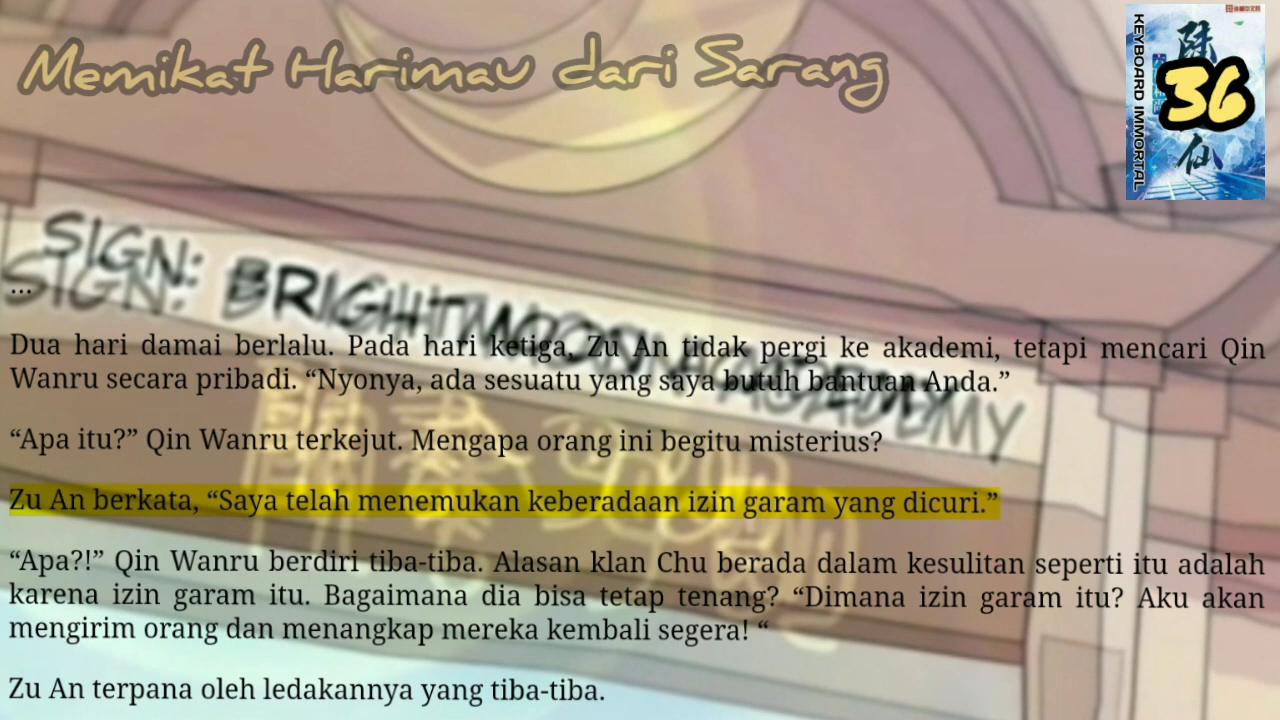 Memikat Harimau dari Sarang
KEYBOARD IMMORTAL
36
仙
SIGN: BRIGHTMOON ACADEMY
SIGN:
...
Dua hari damai berlalu. Pada hari ketiga, Zu An tidak pergi ke akademi, tetapi mencari Qin
Wanru secara pribadi. “Nyonya, ada sesuatu yang saya butuh bantuan Anda.”
“Apa itu?” Qin Wanru terkejut. Mengapa orang ini begitu misterius?
Zu An berkata, “Saya telah menemukan keberadaan izin garam yang dicuri.”
“Apa?!” Qin Wanru berdiri tiba-tiba. Alasan klan Chu berada dalam kesulitan seperti itu adalah
karena izin garam itu. Bagaimana dia bisa tetap tenang? “Dimana izin garam itu? Aku akan
mengirim orang dan menangkap mereka kembali segera! “
Zu An terpana oleh ledakannya yang tiba-tiba.